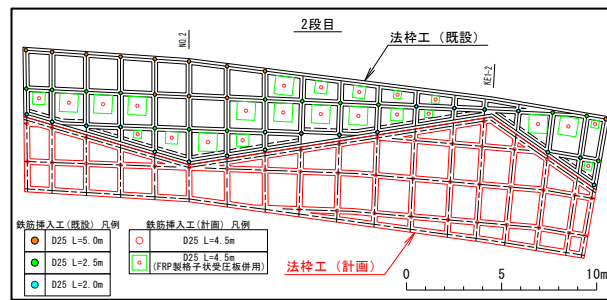 2段目
法枠工（既設）
NO.2
KE1-2
鉄筋挿入工(既設) 凡例
D25 L=5.0m
D25 L=2.5m
D25 L=2.0m
鉄筋挿入工(計画) 凡例
D25 L=4.5m
D25 L=4.5m
(FRP製格子状受圧板併用)
法枠工（計画）
0 5 10m